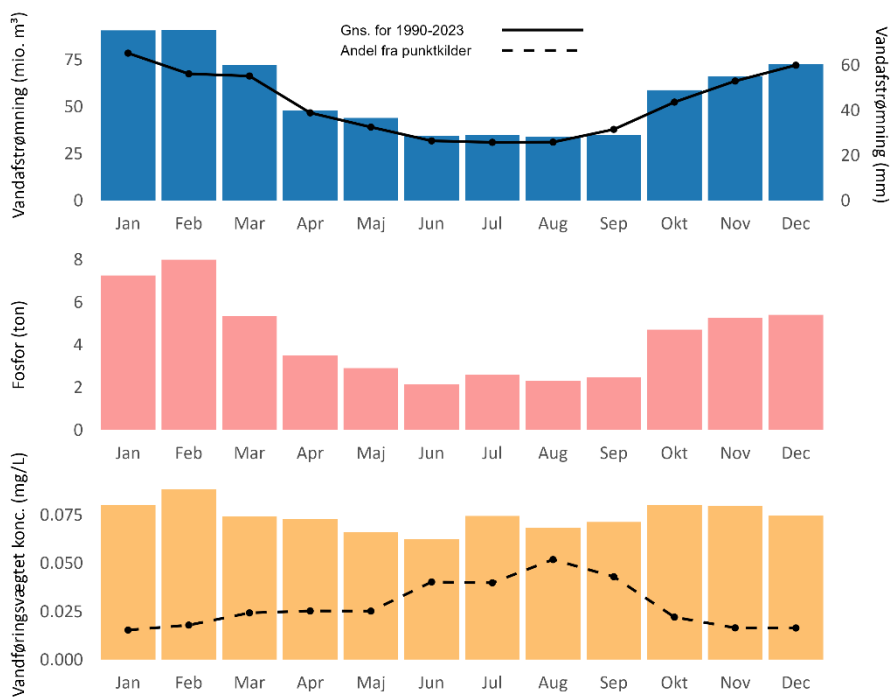 Gns. for 1990-2023
Andel fra punktkilder
Vandafstrømning (mio. m³)
75
50
25
0
Vandafstrømning (mm)
60
40
20
0
Jan Feb Mar Apr Maj Jun Jul Aug Sep Okt Nov Dec
Fosfor (ton)
8
6
4
2
0
Jan Feb Mar Apr Maj Jun Jul Aug Sep Okt Nov Dec
Vandføringsvægtet konc. (mg/L)
0.075
0.050
0.025
0.000
Jan Feb Mar Apr Maj Jun Jul Aug Sep Okt Nov Dec